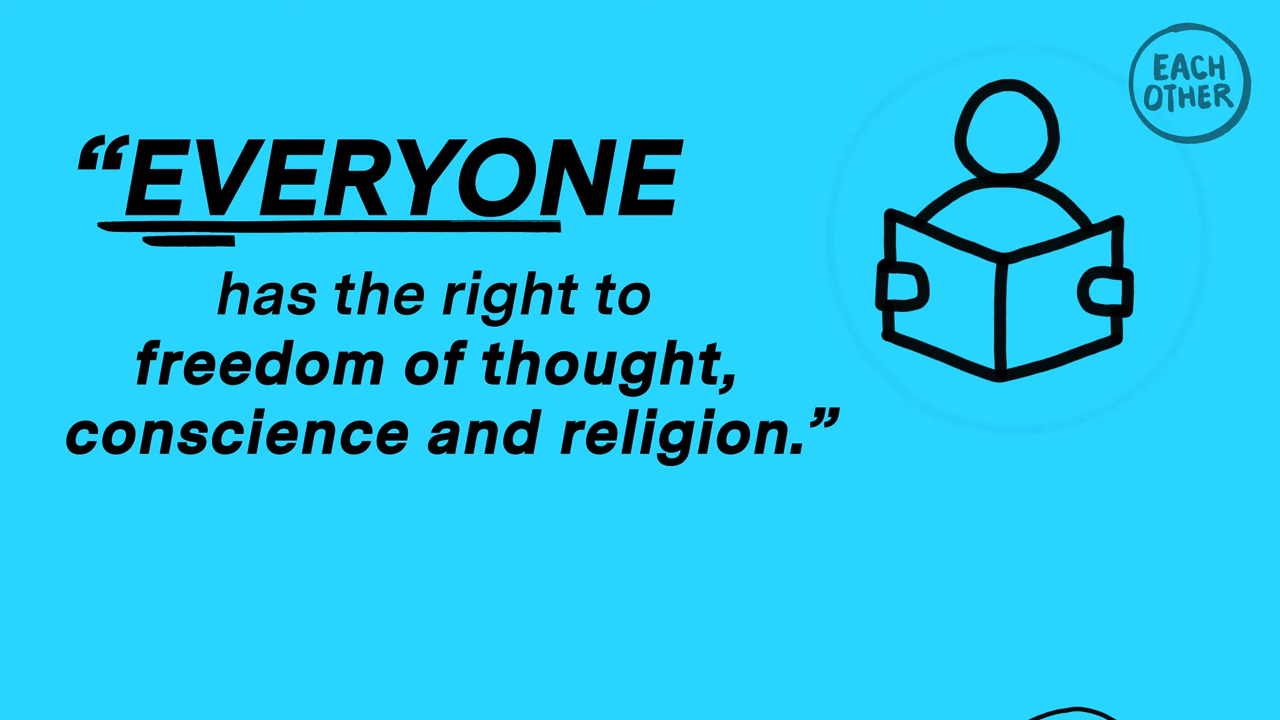 “EVERYONE
has the right to
freedom of thought,
conscience and religion.”
EACH
OTHER